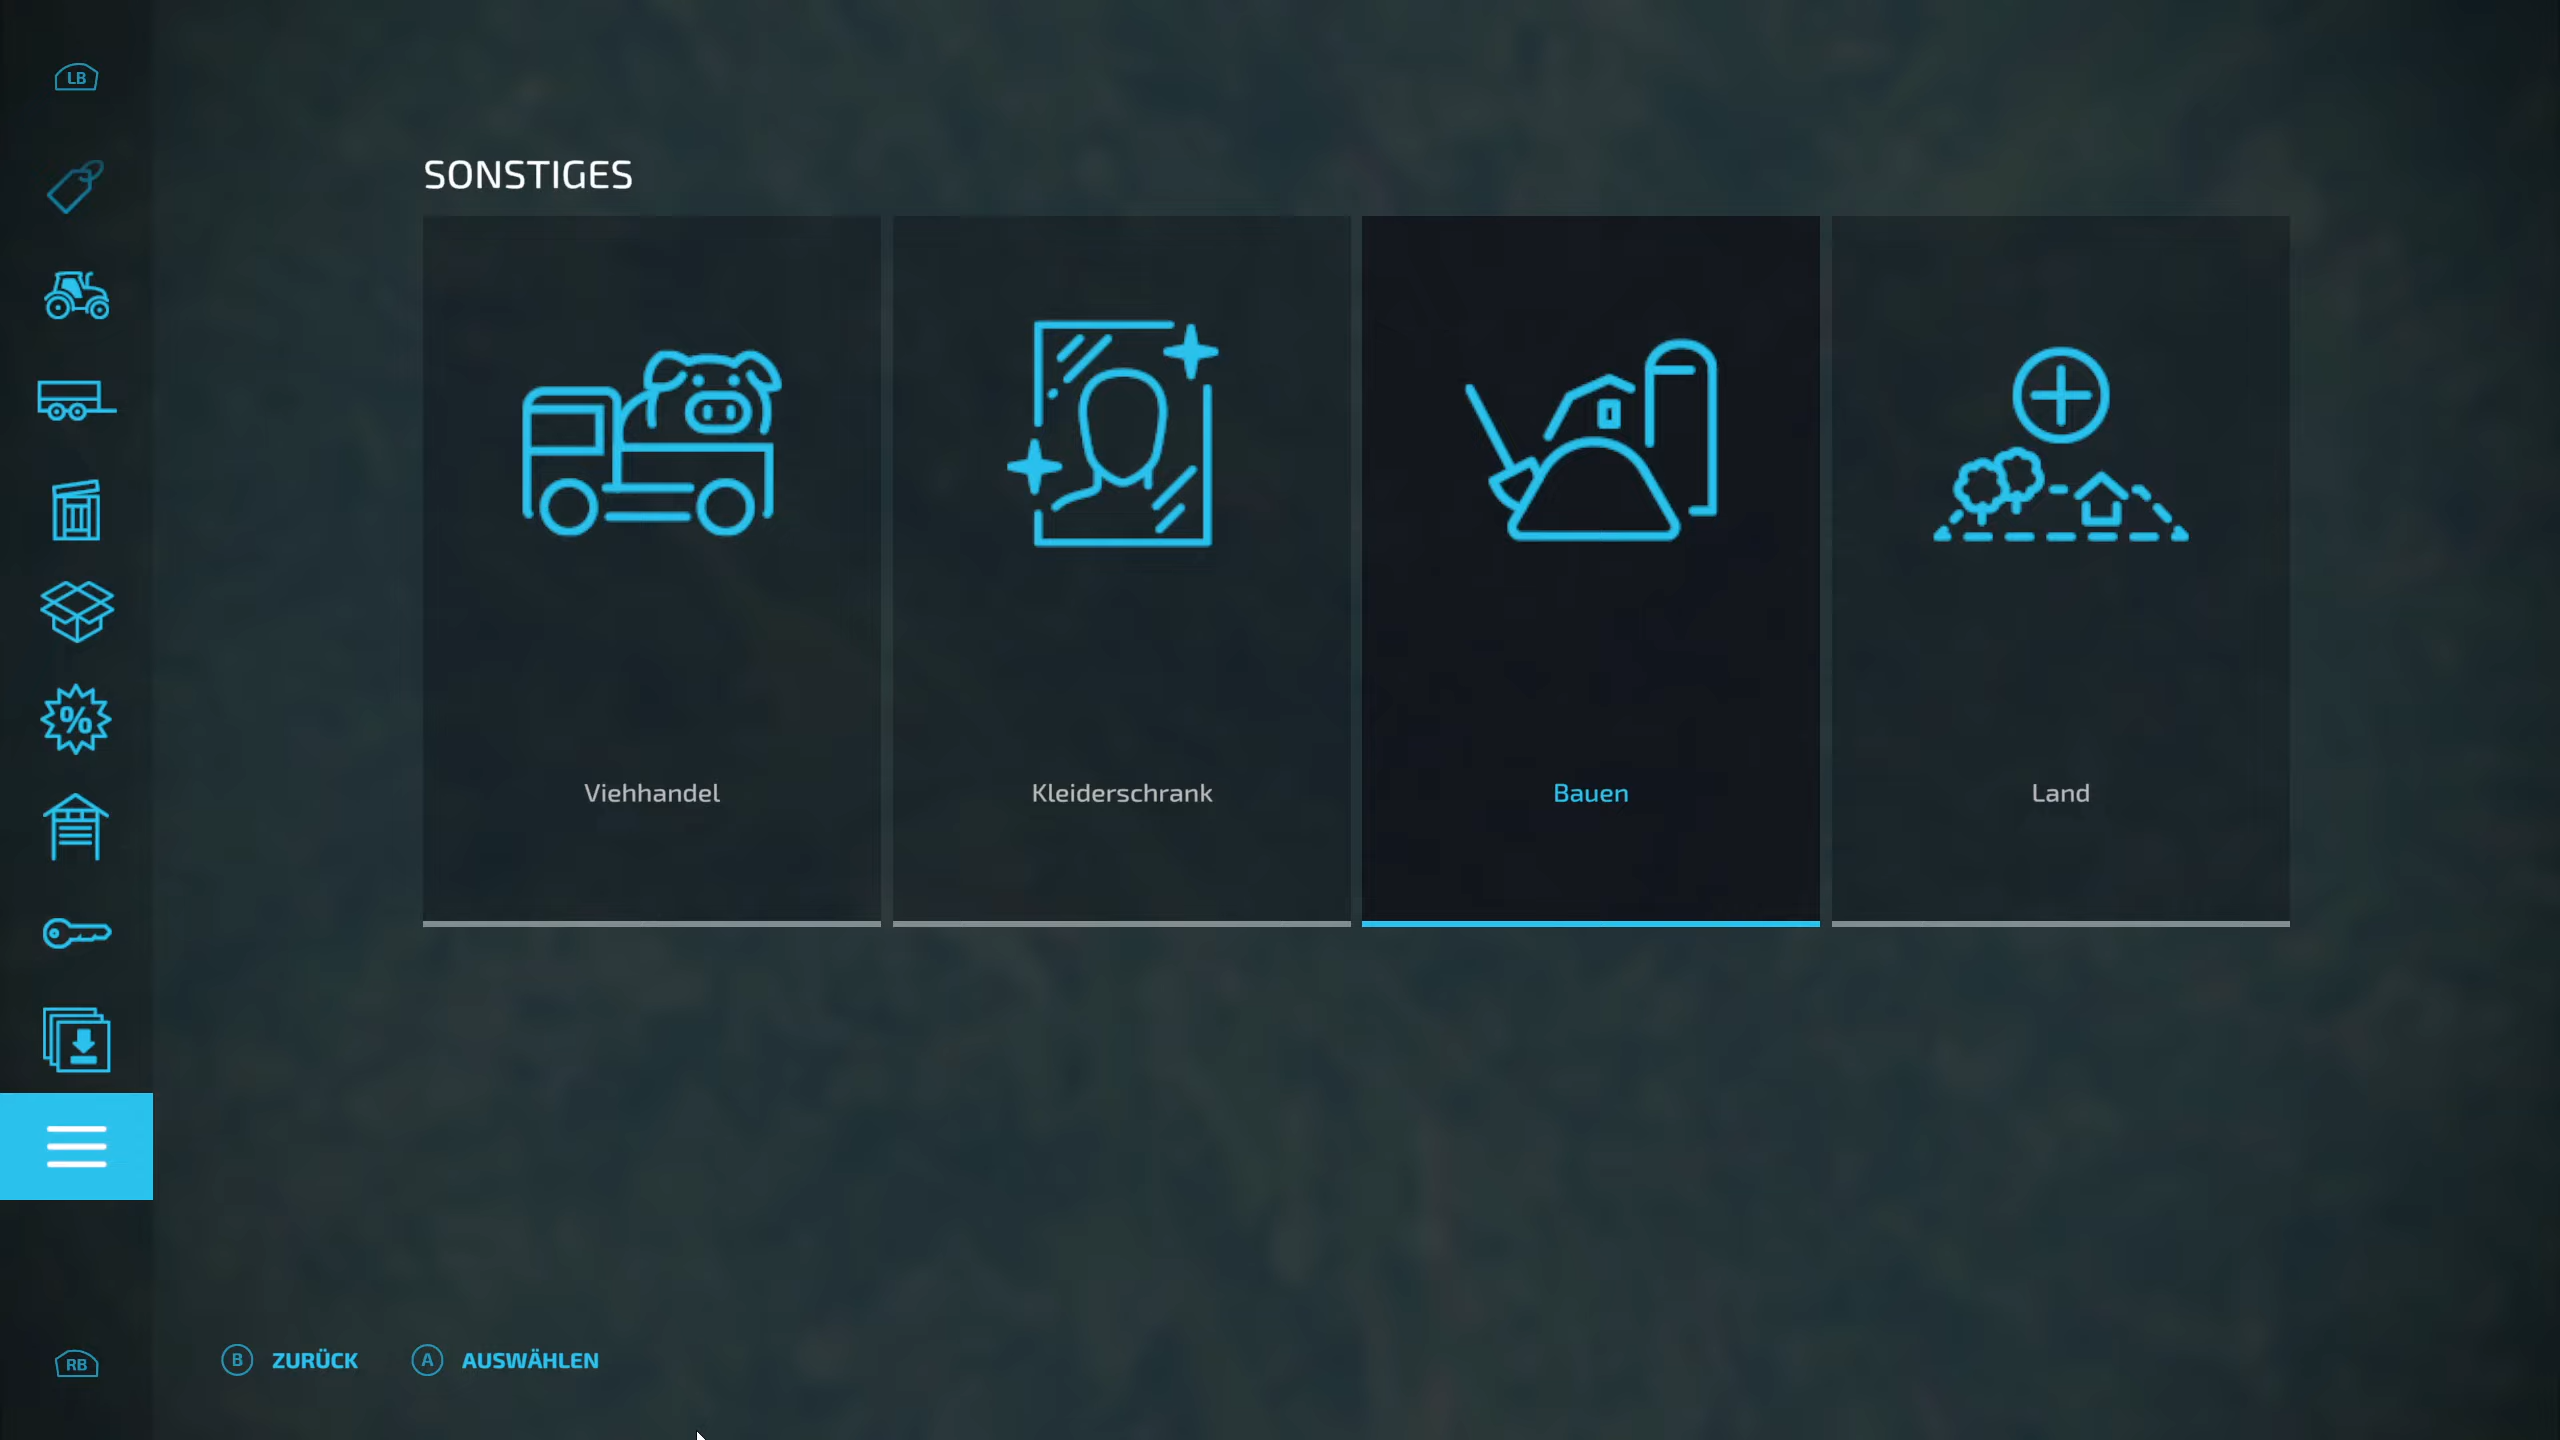 LB
SONSTIGES
%
Viehhandel
Kleiderschrank
Bauen
Land
RB
B ZURÜCK A AUSWÄHLEN